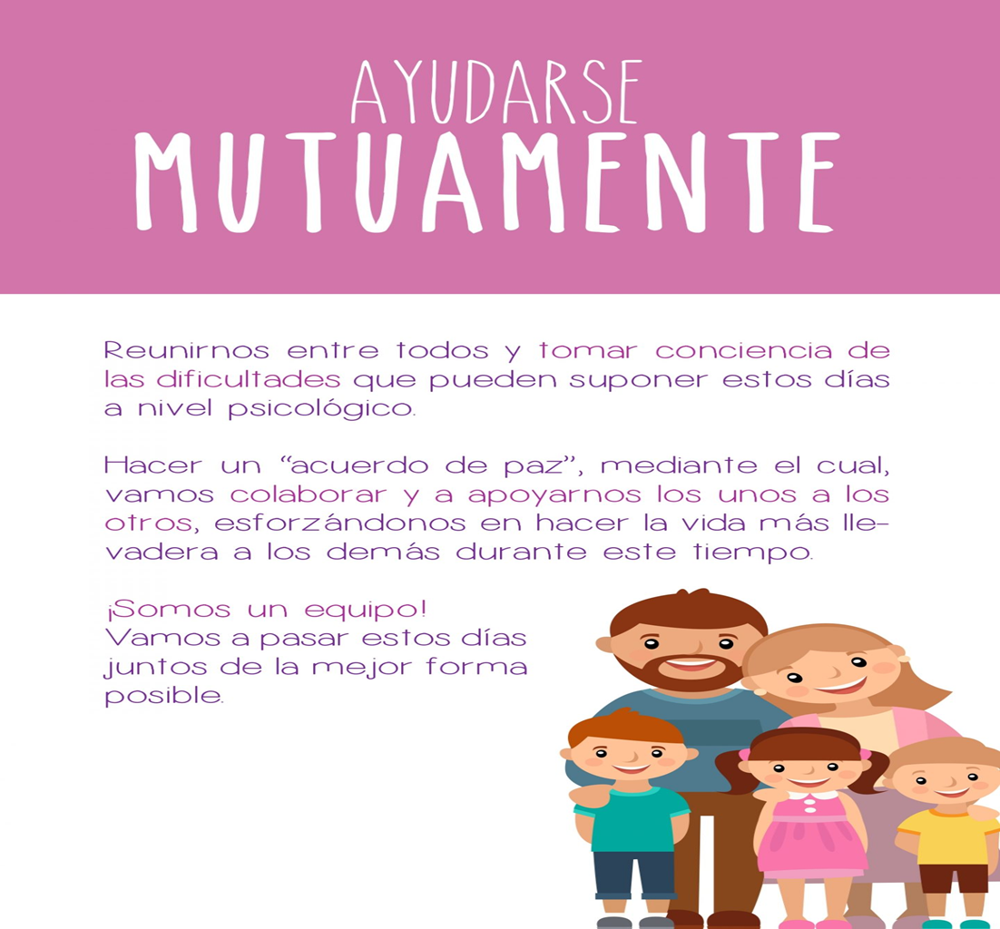 AYUDARSE
MUTUAMENTE
Reunirnos entre todos y tomar conciencia de
las dificultades que pueden suponer estos días
a nivel psicológico.
Hacer un “acuerdo de paz”, mediante el cual,
vamos colaborar y a apoyarnos los unos a los
otros, esforzándonos en hacer la vida más lle-
vadera a los demás durante este tiempo.
¡Somos un equipo!
Vamos a pasar estos días
juntos de la mejor forma
posible.